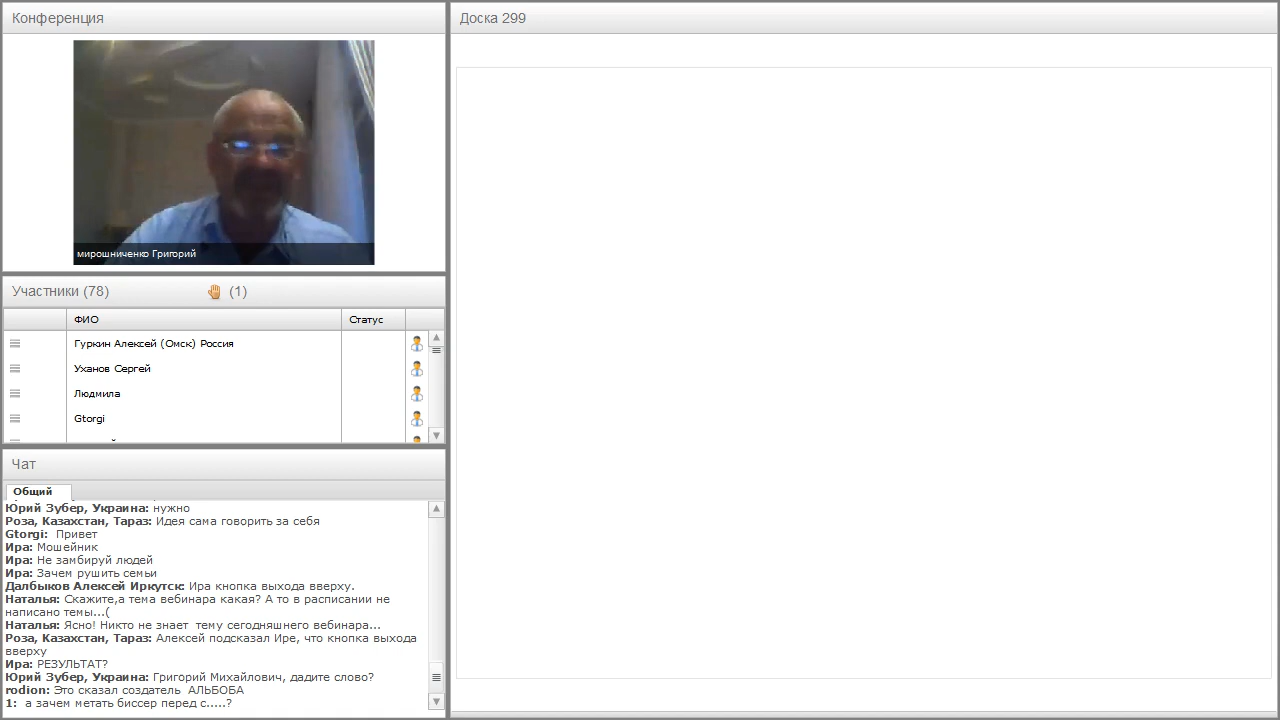 Конференция
Доска 299
мирошниченко Григорий
Участники (78)
(1)
ФИО
Статус
Гуркин Алексей (Омск) Россия
Уханов Сергей
Людмила
Gtorgi
Чат
Общий
Юрий Зубер, Украина: нужно
Роза, Казахстан, Тараз: Идея сама говорить за себя
Gtorgi: Привет
Ира: Мошейник
Ира: Не замбируй людей
Ира: Зачем рушить семьи
Далбыков Алексей Иркутск: Ира кнопка выхода вверху.
Наталья: Скажите,а тема вебинара какая? А то в расписании не
написано темы...(
Наталья: Ясно! Никто не знает тему сегодняшнего вебинара...
Роза, Казахстан, Тараз: Алексей подсказал Ире, что кнопка выхода
вверху
Ира: РЕЗУЛЬТАТ?
Юрий Зубер, Украина: Григорий Михайлович, дадите слово?
rodion: Это сказал создатель АЛЬБОБА
1: а зачем метать биссер перед с.....?